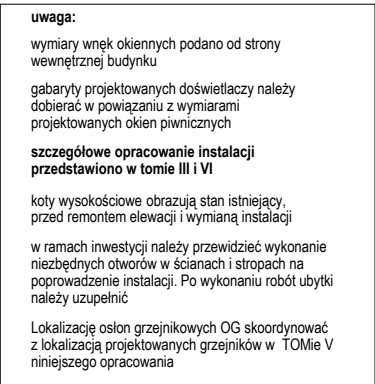 uwaga:
wymiary wnęk okiennych podano od strony
wewnętrznej budynku
gabaryty projektowanych doświetlaczy należy
dobierać w powiązaniu z wymiarami
projektowanych okien piwnicznych
szczegółowe opracowanie instalacji
przedstawiono w tomie III i VI
koty wysokościowe obrazują stan istniejący,
przed remontem elewacji i wymianą instalacji
w ramach inwestycji należy przewidzieć wykonanie
niezbędnych otworów w ścianach i stropach na
poprowadzenie instalacji. Po wykonaniu robót ubytki
należy uzupełnić
Lokalizację osłon grzejnikowych OG skoordynować
z lokalizacją projektowanych grzejników w TOMie V
niniejszego opracowania